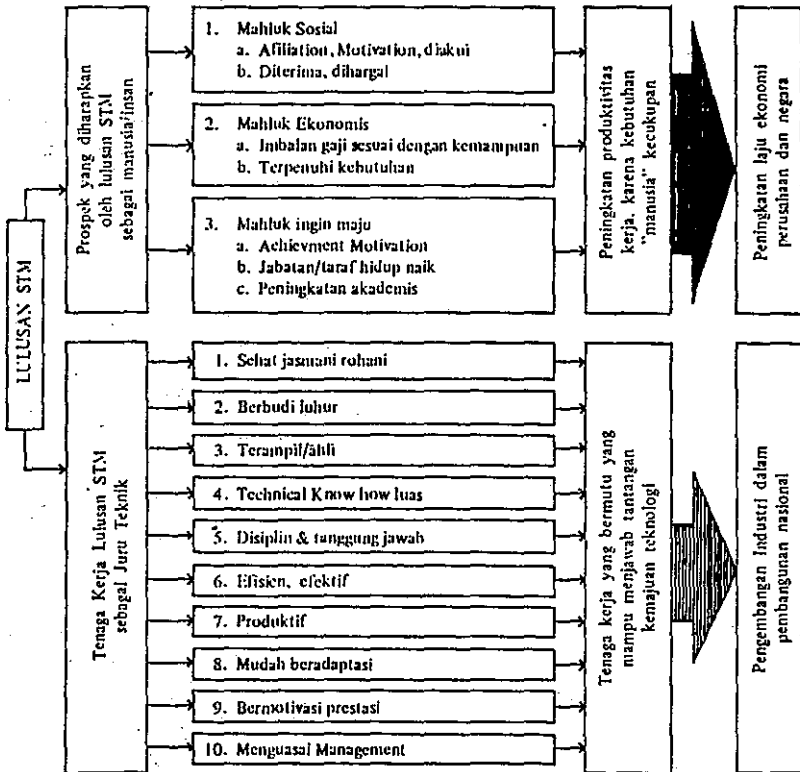 LULUSAN STM
Prospek yang diharapkan
oleh lulusan STM
sebagai manusia/insan
1. Mahluk Sosial
a. Afiliation, Motivation, diakui
b. Diterima, dihargai
2. Mahluk Ekonomis
a. Imbalan gaji sesuai dengan kemampuan
b. Terpenuhi kebutuhan
3. Mahluk ingin maju
a. Achievment Motivation
b. Jabatan/taraf hidup naik
c. Peningkatan akademis
Peningkatan produktivitas
kerja, karena kebutuhan
"manusia" kecukupan
Peningkatan laju ekonomi
perusahaan dan negara
Tenaga Kerja Lulusan STM
sebagai Juru Teknik
1. Sehat jasmani rohani
2. Berbudi luhur
3. Terampil/ahli
4. Technical Know how luas
5. Disiplin & tanggung jawab
6. Efisien, efektif
7. Produktif
8. Mudah beradaptasi
9. Bermotivasi prestasi
10. Menguasai Management
Tenaga kerja yang bermutu yang
mampu menjawab tantangan
kemajuan teknologi
Pengembangan Industri dalam
pembangunan nasional